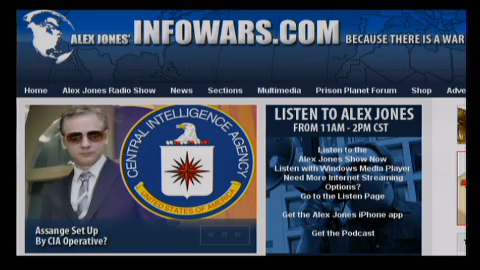 ALEX JONES' INFOWARS.COM BECAUSE THERE IS A WAR
Home Alex Jones Radio Show News Sections Multimedia Prison Planet Forum Shop Adve
CENTRAL INTELLIGENCE AGENCY
UNITED STATES OF AMERICA
Assange Set Up
By CIA Operative?
LISTEN TO ALEX JONES
FROM 11AM - 2PM CST
Listen to the
Alex Jones Show Now
Listen with Windows Media Player
Need More Internet Streaming
Options?
Go to the Listen Page
Get the Alex Jones iPhone app
Get the Podcast